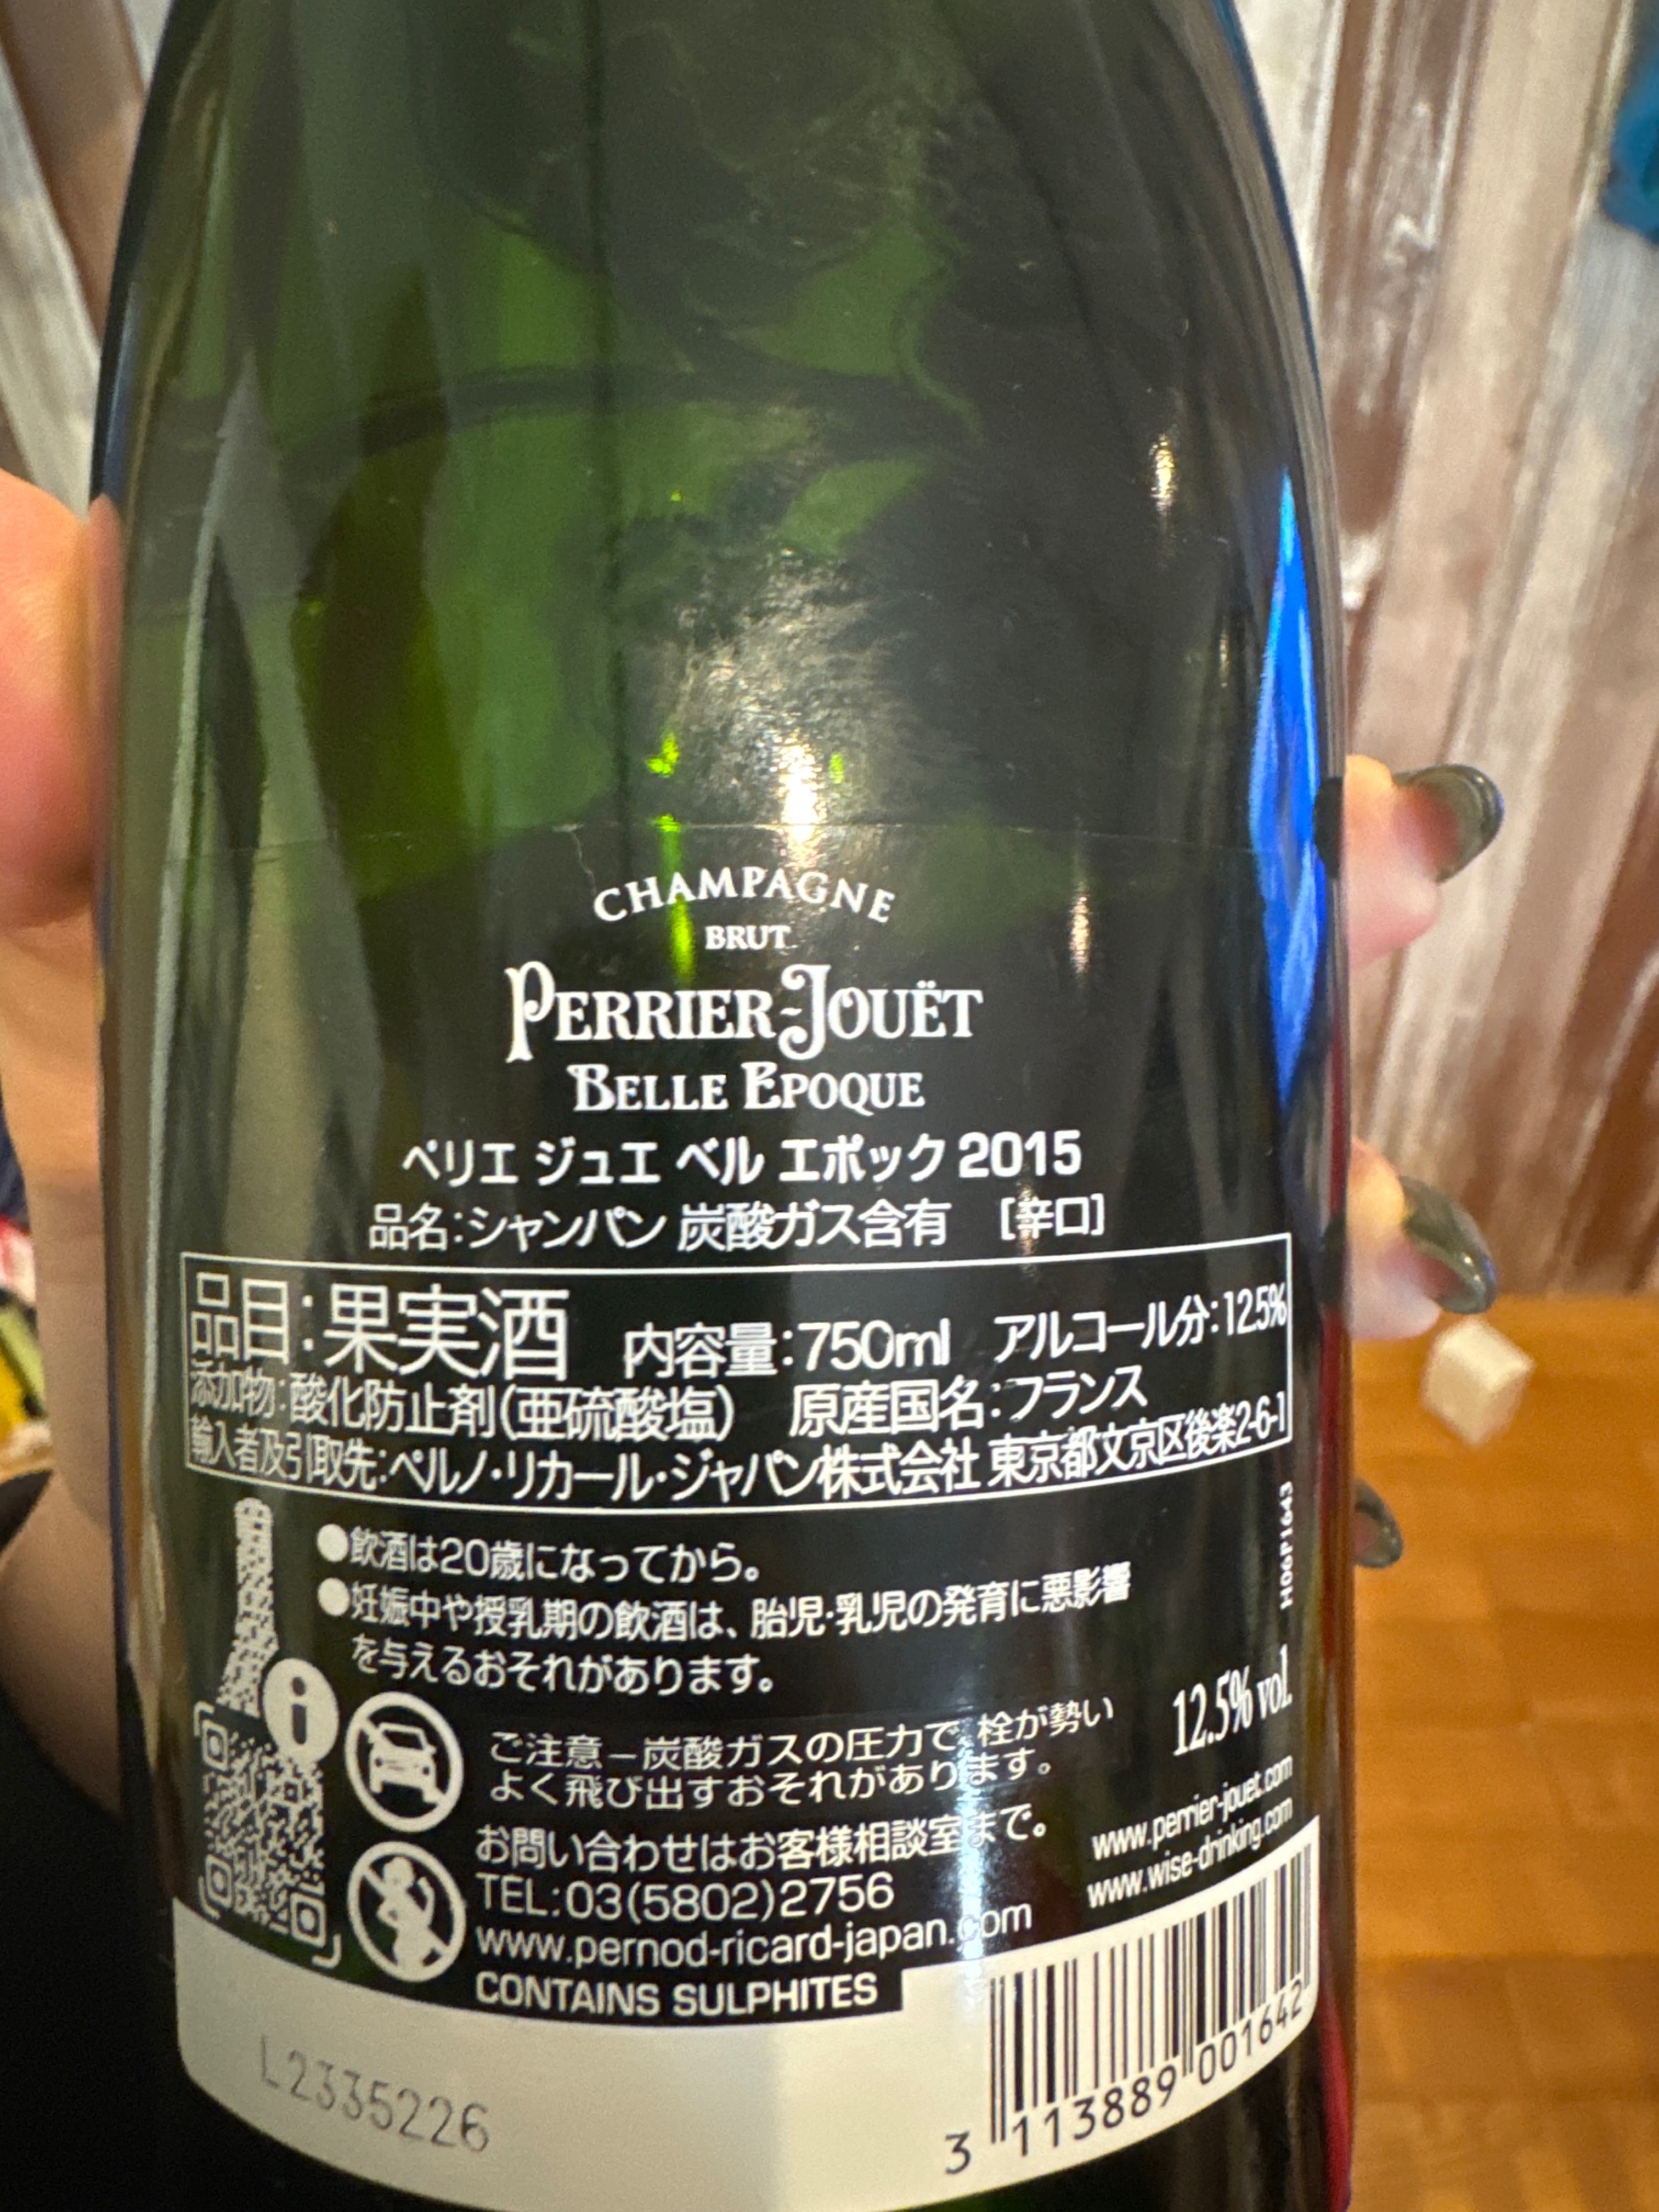 CHAMPAGNE
BRUT
PERRIER-JOUËT
BELLE EPOQUE
ペリエ ジュエ ベル エポック 2015
品名:シャンパン 炭酸ガス含有 [辛口]
品目:果実酒 内容量:750ml アルコール分:12.5%
添加物:酸化防止剤(亜硫酸塩) 原産国名:フランス
輸入者及引取先:ペルノ・リカール・ジャパン株式会社 東京都文京区後楽2-6-1
●飲酒は20歳になってから。
●妊娠中や授乳期の飲酒は、胎児・乳児の発育に悪影響
を与えるおそれがあります。
H06P1643
i
ご注意－炭酸ガスの圧力で 栓が勢い
よく飛び出すおそれがあります。
12.5% vol.
お問い合わせはお客様相談室まで。
TEL:03(5802)2756
www.pernod-ricard-japan.com
www.perrier-jouet.com
www.wise-drinking.com
CONTAINS SULPHITES
L2335226
3 113889 001642